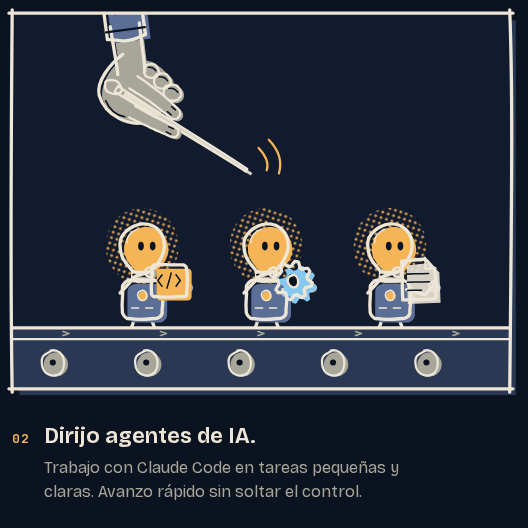 </>
02 Dirijo agentes de IA.
Trabajo con Claude Code en tareas pequeñas y
claras. Avanzo rápido sin soltar el control.